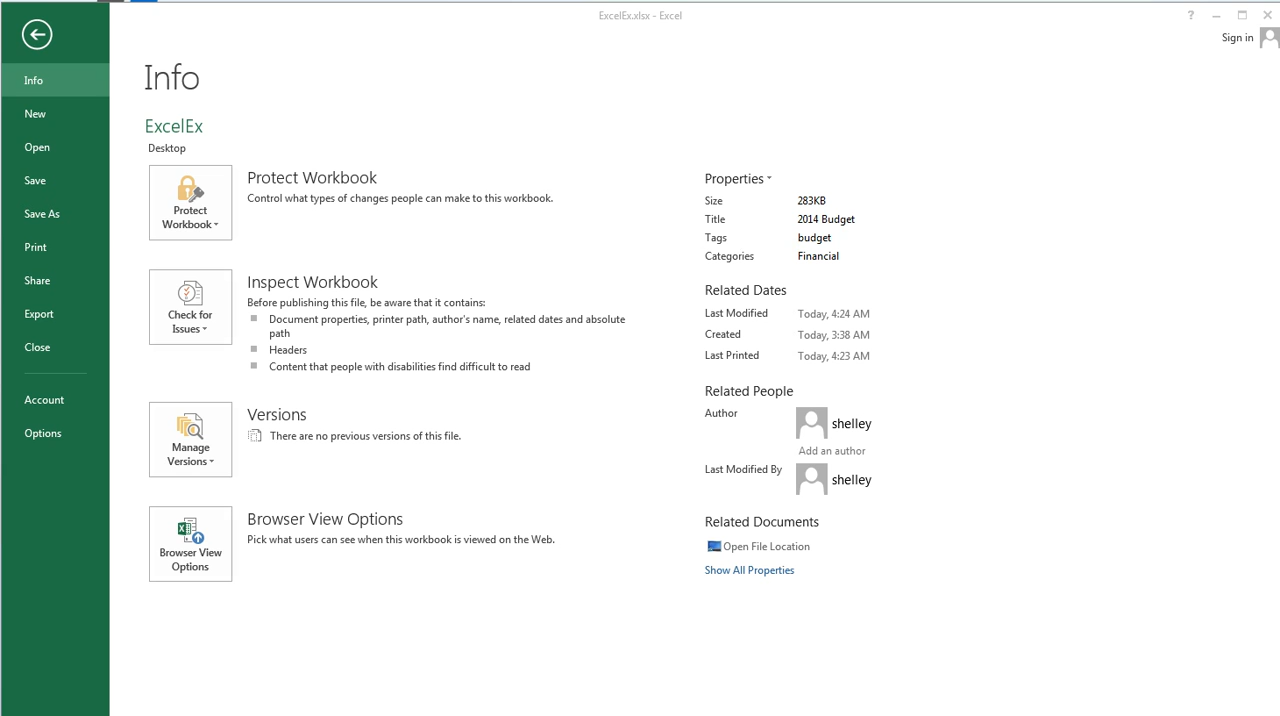 ExcelEx.xlsx - Excel
?
Sign in
Info
New
Open
Save
Save As
Print
Share
Export
Close
Account
Options
Info
ExcelEx
Desktop
Protect Workbook
Protect Workbook
Control what types of changes people can make to this workbook.
Check for Issues
Inspect Workbook
Before publishing this file, be aware that it contains:
Document properties, printer path, author's name, related dates and absolute
path
Headers
Content that people with disabilities find difficult to read
Manage Versions
Versions
There are no previous versions of this file.
Browser View Options
Browser View Options
Pick what users can see when this workbook is viewed on the Web.
Properties
Size 283KB
Title 2014 Budget
Tags budget
Categories Financial
Related Dates
Last Modified Today, 4:24 AM
Created Today, 3:38 AM
Last Printed Today, 4:23 AM
Related People
Author shelley
Add an author
Last Modified By shelley
Related Documents
Open File Location
Show All Properties